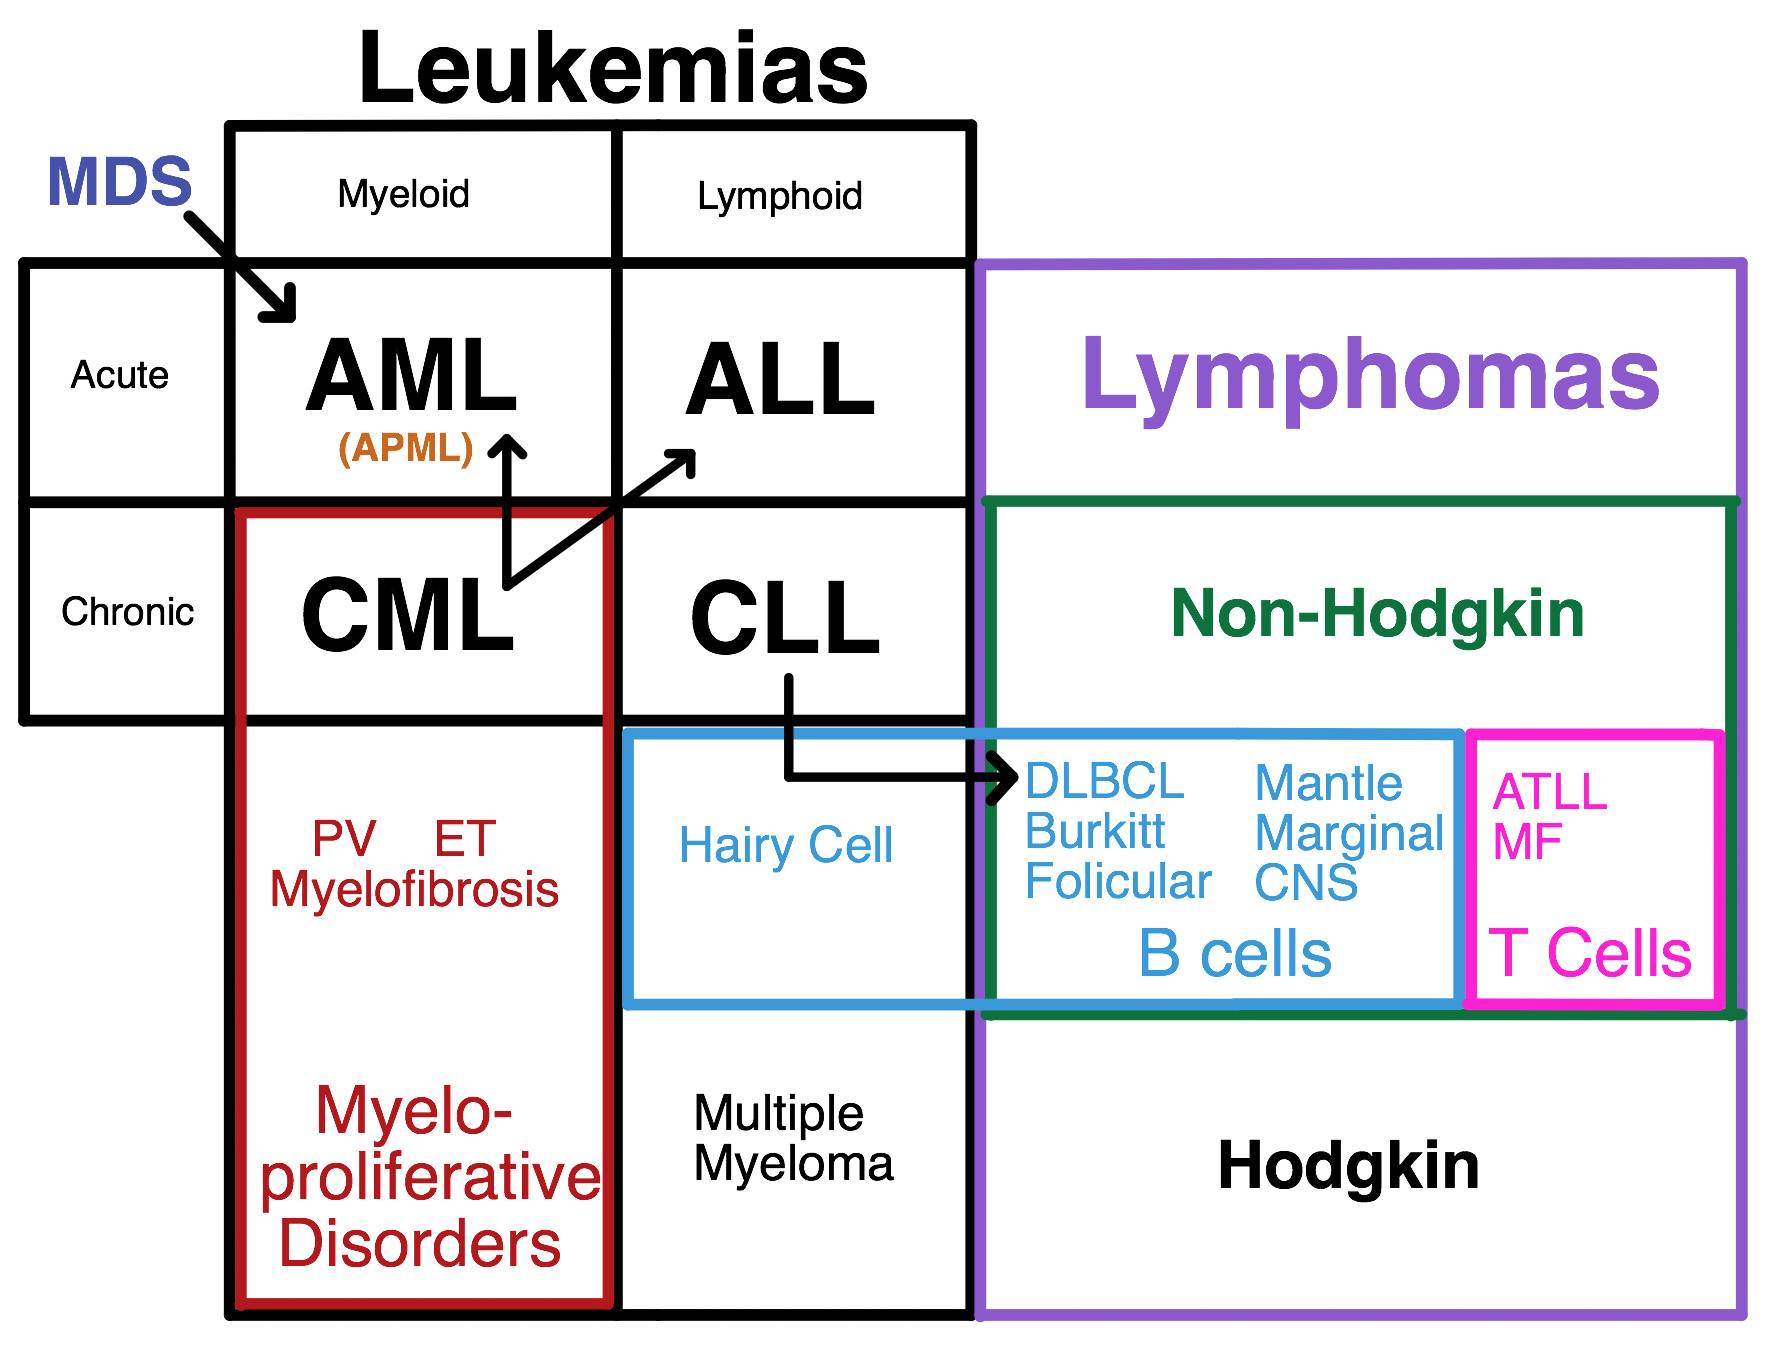 Leukemias
MDS
Myeloid
Lymphoid
Acute
AML
(APML)
ALL
Lymphomas
Chronic
CML
CLL
Non-Hodgkin
PV ET
Myelofibrosis
Hairy Cell
DLBCL Mantle
Burkitt Marginal
Folicular CNS
B cells
ATLL
MF
T Cells
Myelo-
proliferative
Disorders
Multiple
Myeloma
Hodgkin